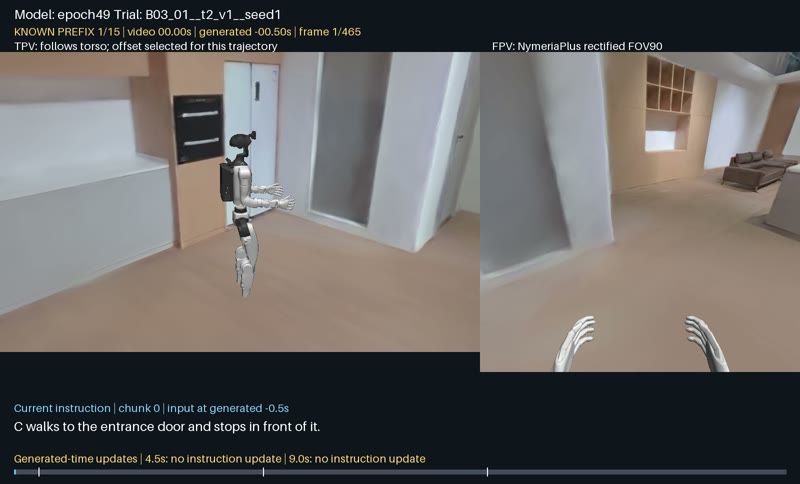 Model: epoch49 Trial: B03_01__t2_v1__seed1
KNOWN PREFIX 1/15 | video 00.00s | generated -00.50s | frame 1/465
TPV: follows torso; offset selected for this trajectory
FPV: NymeriaPlus rectified FOV90
Current instruction | chunk 0 | input at generated -0.5s
C walks to the entrance door and stops in front of it.
Generated-time updates | 4.5s: no instruction update | 9.0s: no instruction update